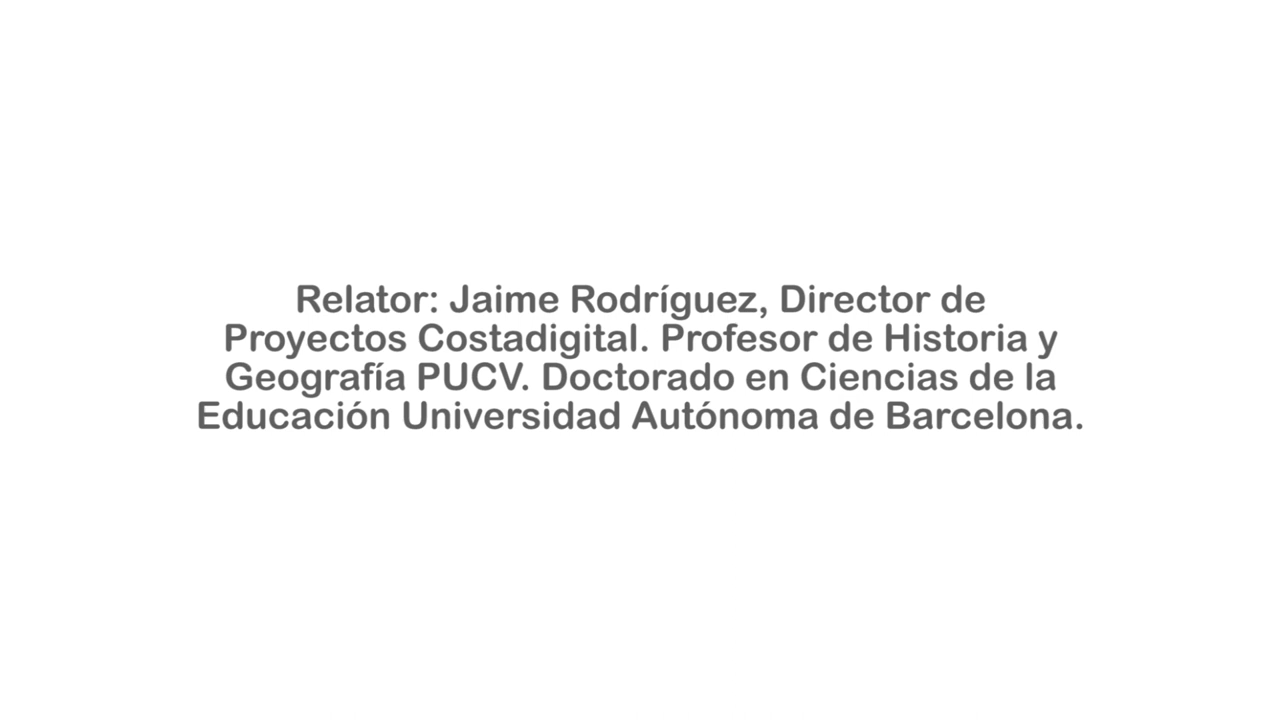 Relator: Jaime Rodríguez, Director de
Proyectos Costadigital. Profesor de Historia y
Geografía PUCV. Doctorado en Ciencias de la
Educación Universidad Autónoma de Barcelona.